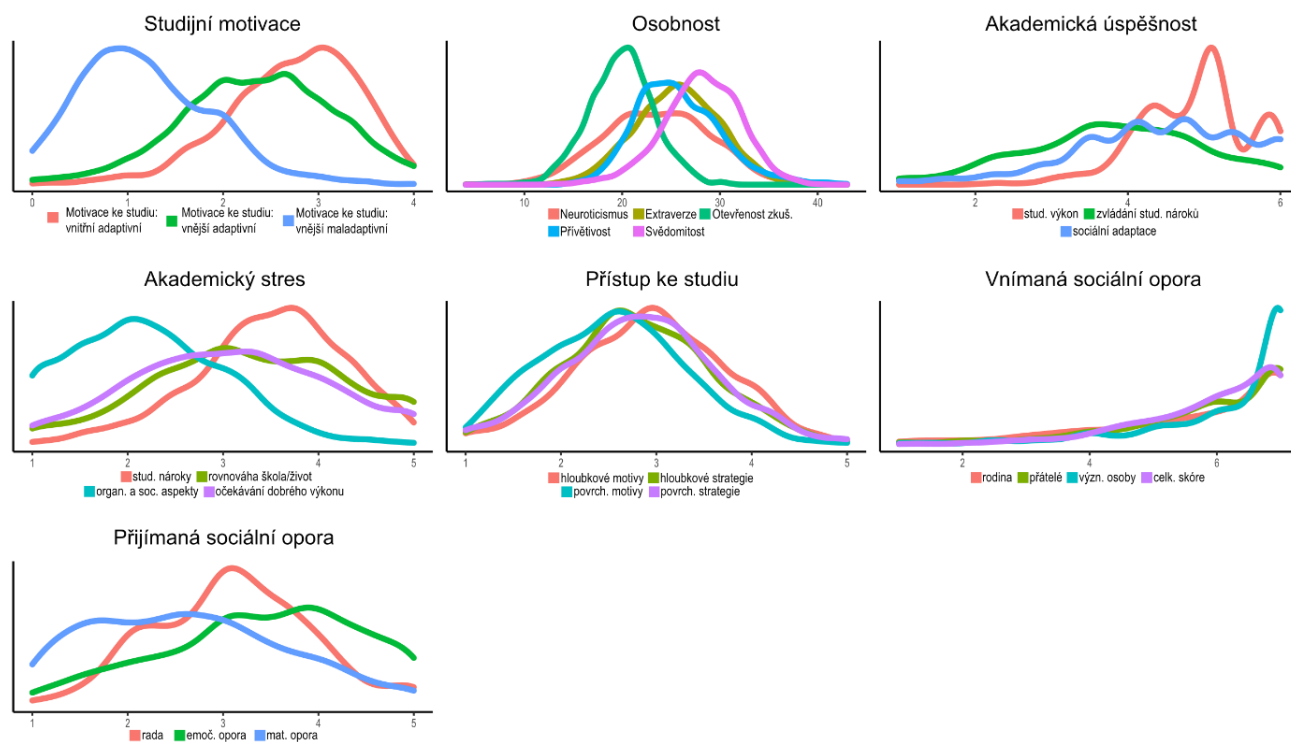 Studijní motivace
0 1 2 3 4
Motivace ke studiu: Motivace ke studiu: Motivace ke studiu:
vnitřní adaptivní vnější adaptivní vnější maladaptivní
Osobnost
10 20 30 40
Neuroticismus Extraverze Otevřenost zkuš.
Přívětivost Svědomitost
Akademická úspěšnost
2 4 6
stud. výkon zvládání stud. nároků
sociální adaptace
Akademický stres
1 2 3 4 5
stud. nároky rovnováha škola/život
organ. a soc. aspekty očekávání dobrého výkonu
Přístup ke studiu
1 2 3 4 5
hloubkové motivy hloubkové strategie
povrch. motivy povrch. strategie
Vnímaná sociální opora
2 4 6
rodina přátelé význ. osoby celk. skóre
Přijímaná sociální opora
1 2 3 4 5
rada emoč. opora mat. opora